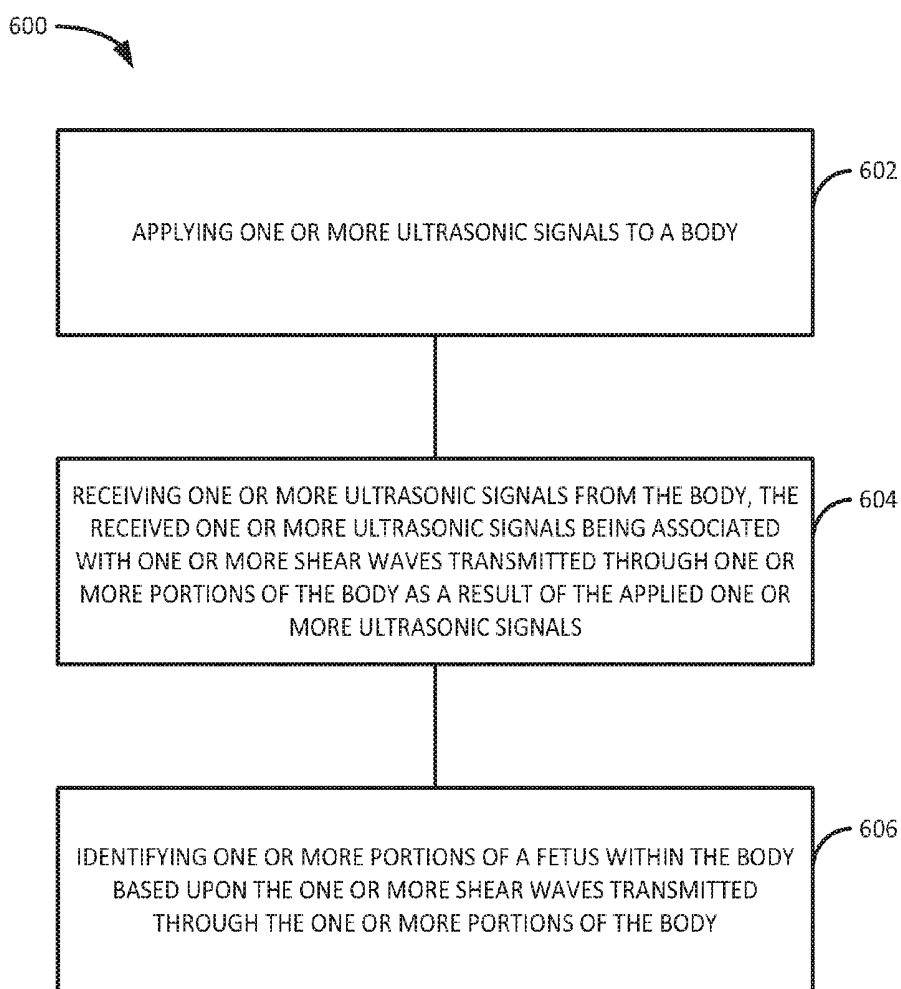 600
602
APPLYING ONE OR MORE ULTRASONIC SIGNALS TO A BODY
RECEIVING ONE OR MORE ULTRASONIC SIGNALS FROM THE BODY, THE
604
RECEIVED ONE OR MORE ULTRASONIC SIGNALS BEING ASSOCIATED
WITH ONE OR MORE SHEAR WAVES TRANSMITTED THROUGH ONE OR
MORE PORTIONS OF THE BODY AS A RESULT OF THE APPLIED ONE OR
MORE ULTRASONIC SIGNALS
606
IDENTIFYING ONE OR MORE PORTIONS OF A FETUS WITHIN THE BODY
BASED UPON THE ONE OR MORE SHEAR WAVES TRANSMITTED
THROUGH THE ONE OR MORE PORTIONS OF THE BODY